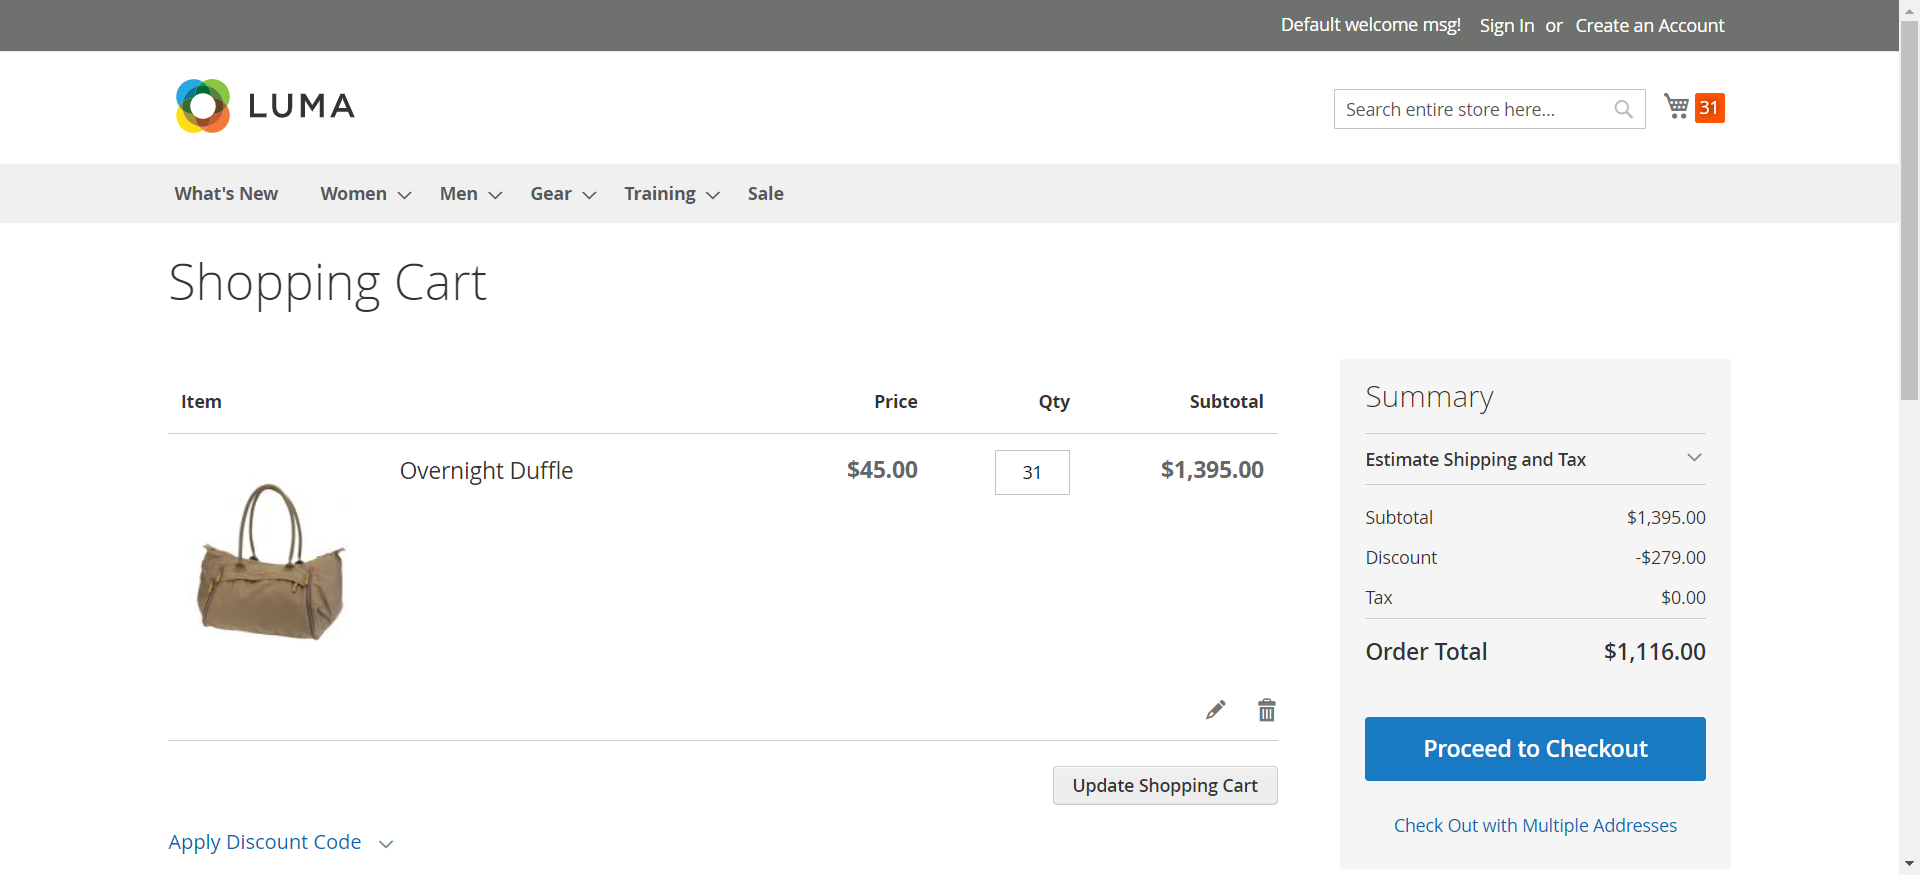 Default welcome msg! Sign In or Create an Account
LUMA
Search entire store here...
31
What's New Women Men Gear Training Sale
Shopping Cart
Item Price Qty Subtotal
Overnight Duffle $45.00 31 $1,395.00
Update Shopping Cart
Apply Discount Code
Summary
Estimate Shipping and Tax
Subtotal $1,395.00
Discount -$279.00
Tax $0.00
Order Total $1,116.00
Proceed to Checkout
Check Out with Multiple Addresses